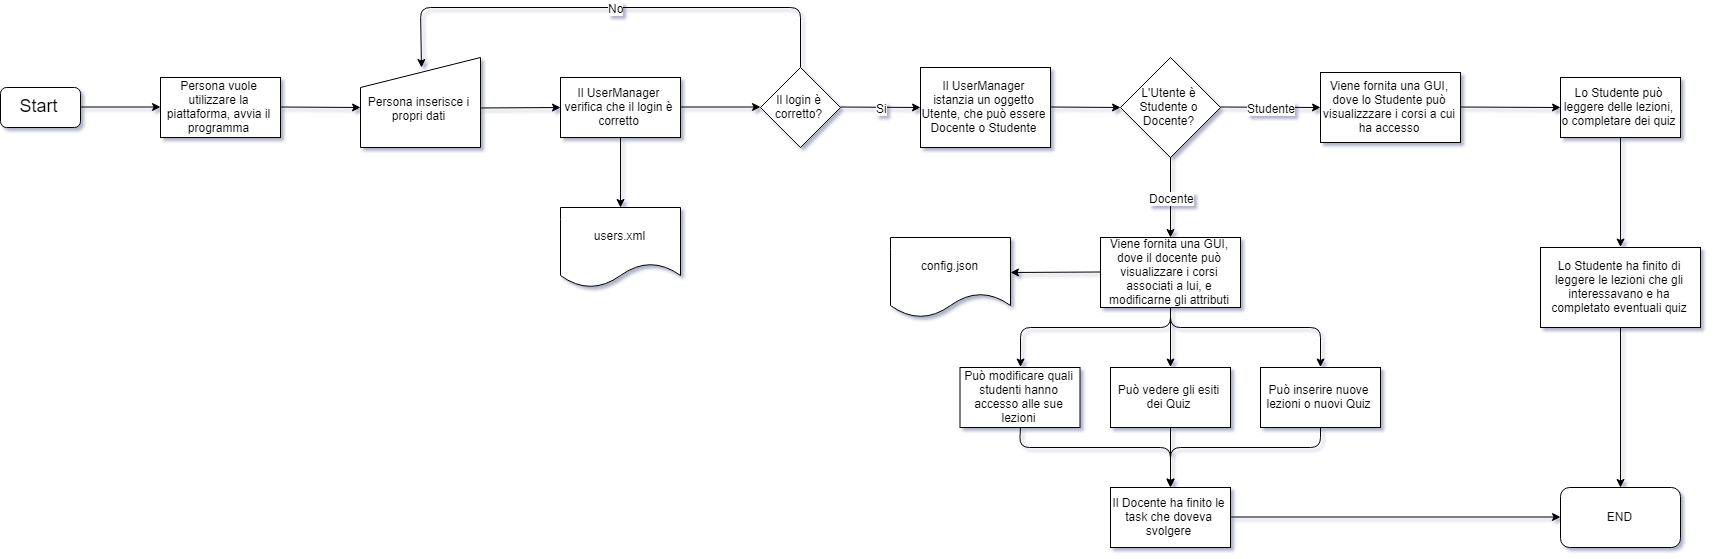 No
Start
Persona vuole
utilizzare la
piattaforma, avvia il
programma
Persona inserisce i
propri dati
Il UserManager
verifica che il login è
corretto
Il login è
corretto?
Si
Il UserManager
istanzia un oggetto
Utente, che può essere
Docente o Studente
L'Utente è
Studente o
Docente?
Studente
Viene fornita una GUI,
dove lo Studente può
visualizzzare i corsi a cui
ha accesso
Lo Studente può
leggere delle lezioni,
o completare dei quiz
users.xml
Docente
config.json
Viene fornita una GUI,
dove il docente può
visualizzare i corsi
associati a lui, e
modificarne gli attributi
Lo Studente ha finito di
leggere le lezioni che gli
interessavano e ha
completato eventuali quiz
Può modificare quali
studenti hanno
accesso alle sue
lezioni
Può vedere gli esiti
dei Quiz
Può inserire nuove
lezioni o nuovi Quiz
Il Docente ha finito le
task che doveva
svolgere
END